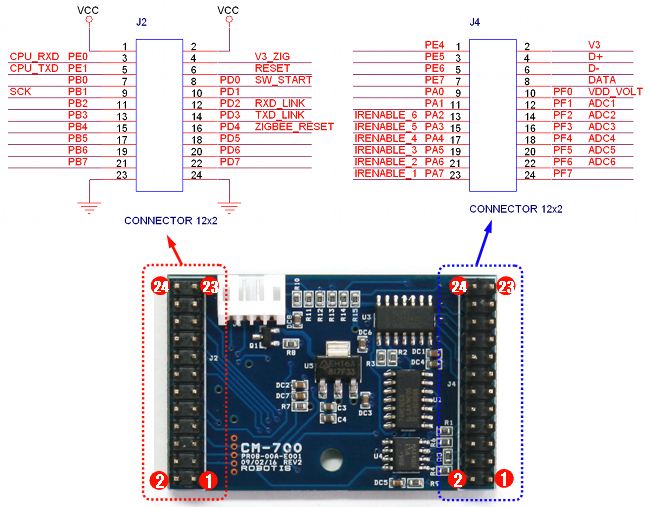 VCC VCC
J2
1 2
CPU_RXD PE0 3 4 V3_ZIG
CPU_TXD PE1 5 6 RESET
PB0 7 8 PD0 SW_START
SCK PB1 9 10 PD1
PB2 11 12 PD2 RXD_LINK
PB3 13 14 PD3 TXD_LINK
PB4 15 16 PD4 ZIGBEE_RESET
PB5 17 18 PD5
PB6 19 20 PD6
PB7 21 22 PD7
23 24
CONNECTOR 12x2
J4
PE4 1 2 V3
PE5 3 4 D+
PE6 5 6 D-
PE7 7 8 DATA
PA0 9 10 PF0 VDD_VOLT
PA1 11 12 PF1 ADC1
IRENABLE_6 PA2 13 14 PF2 ADC2
IRENABLE_5 PA3 15 16 PF3 ADC3
IRENABLE_4 PA4 17 18 PF4 ADC4
IRENABLE_3 PA5 19 20 PF5 ADC5
IRENABLE_2 PA6 21 22 PF6 ADC6
IRENABLE_1 PA7 23 24 PF7
CONNECTOR 12x2
24 23
24 23
R10
R11 R12 R13 R14 R15
DC8
U3
Q1
R8
DC6
J2
U5
817F33
R3 R2 DC1
DC4
J4
DC2
DC7
R7
C3
C4
DC3
R1
CM-700
PR08-00A-E001
09/02/16 REV2
ROBOTIS
U4
DC5
2 1
2 1